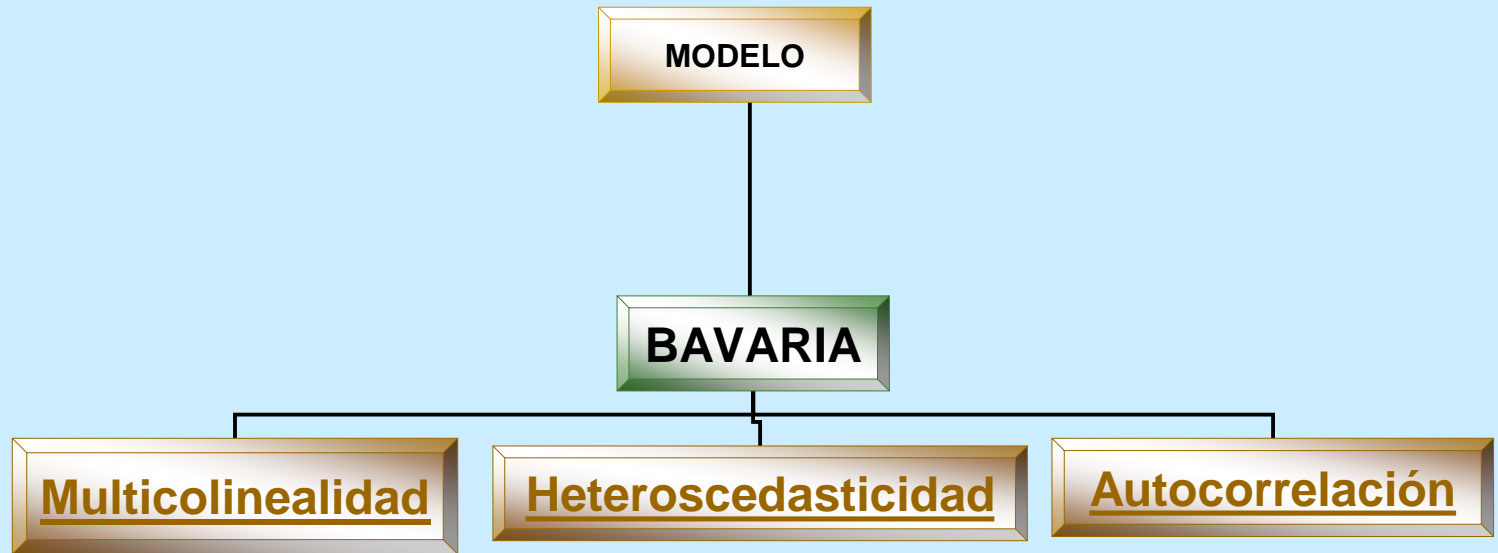 MODELO
BAVARIA
Multicolinealidad
Heteroscedasticidad
Autocorrelación